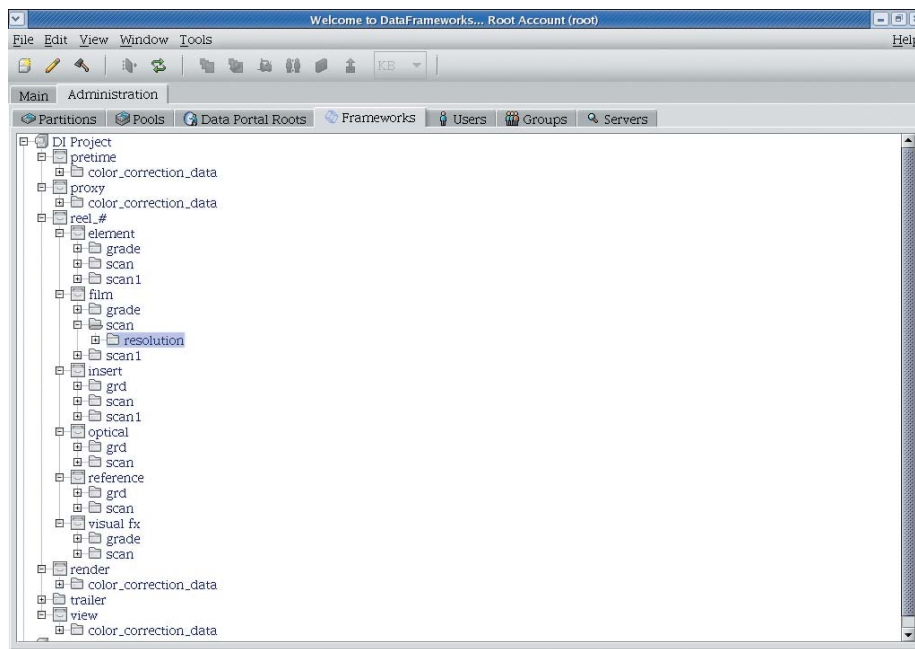 Welcome to DataFrameworks... Root Account (root)
File Edit View Window Tools Help
KB
Main Administration
Partitions Pools Data Portal Roots Frameworks Users Groups Servers
DI Project
pretime
color_correction_data
proxy
color_correction_data
reel_#
element
grade
scan
scan1
film
grade
scan
resolution
scan1
insert
grd
scan
scan1
optical
grd
scan
reference
grd
scan
visual fx
grade
scan
render
color_correction_data
trailer
view
color_correction_data